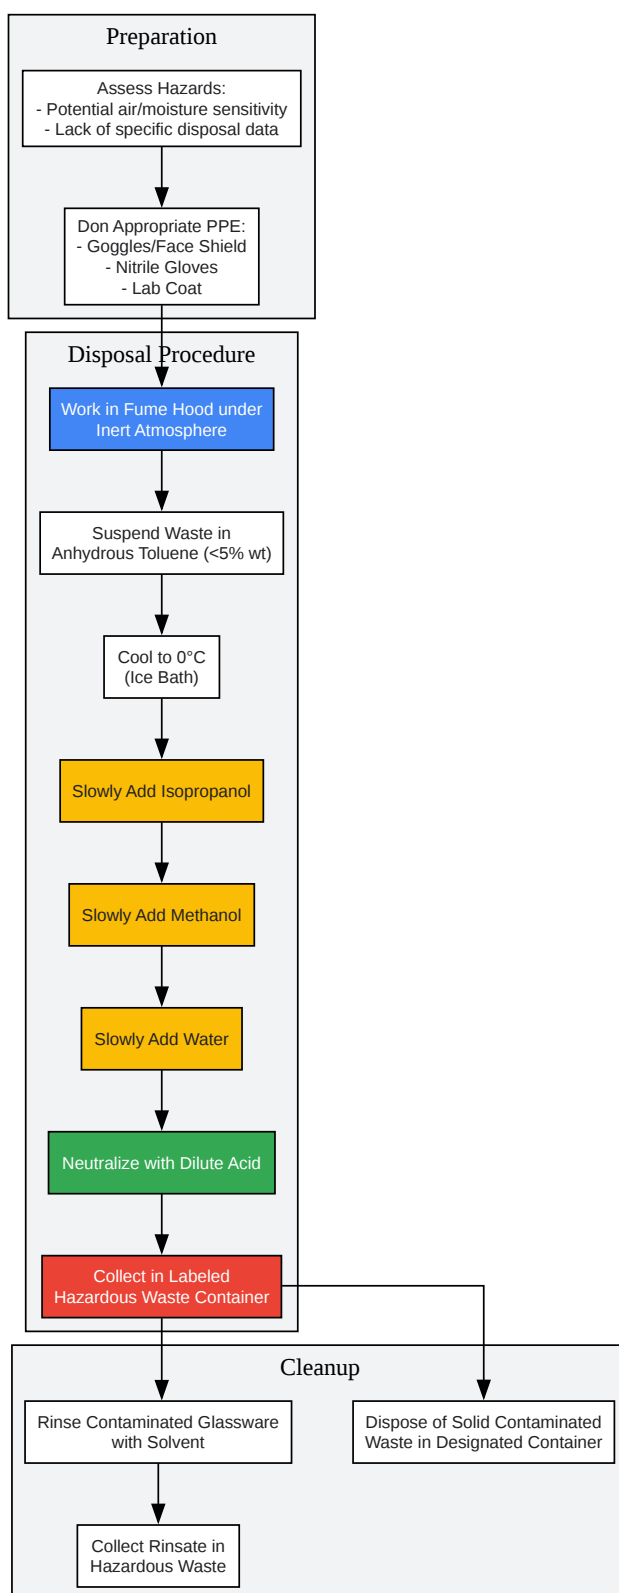 Preparation
Assess Hazards:
- Potential air/moisture sensitivity
- Lack of specific disposal data
Don Appropriate PPE:
- Goggles/Face Shield
- Nitrile Gloves
- Lab Coat
Disposal Procedure
Work in Fume Hood under
Inert Atmosphere
Suspend Waste in
Anhydrous Toluene (<5% wt)
Cool to 0°C
(Ice Bath)
Slowly Add Isopropanol
Slowly Add Methanol
Slowly Add Water
Neutralize with Dilute Acid
Collect in Labeled
Hazardous Waste Container
Cleanup
Rinse Contaminated Glassware
with Solvent
Dispose of Solid Contaminated
Waste in Designated Container
Collect Rinsate in
Hazardous Waste